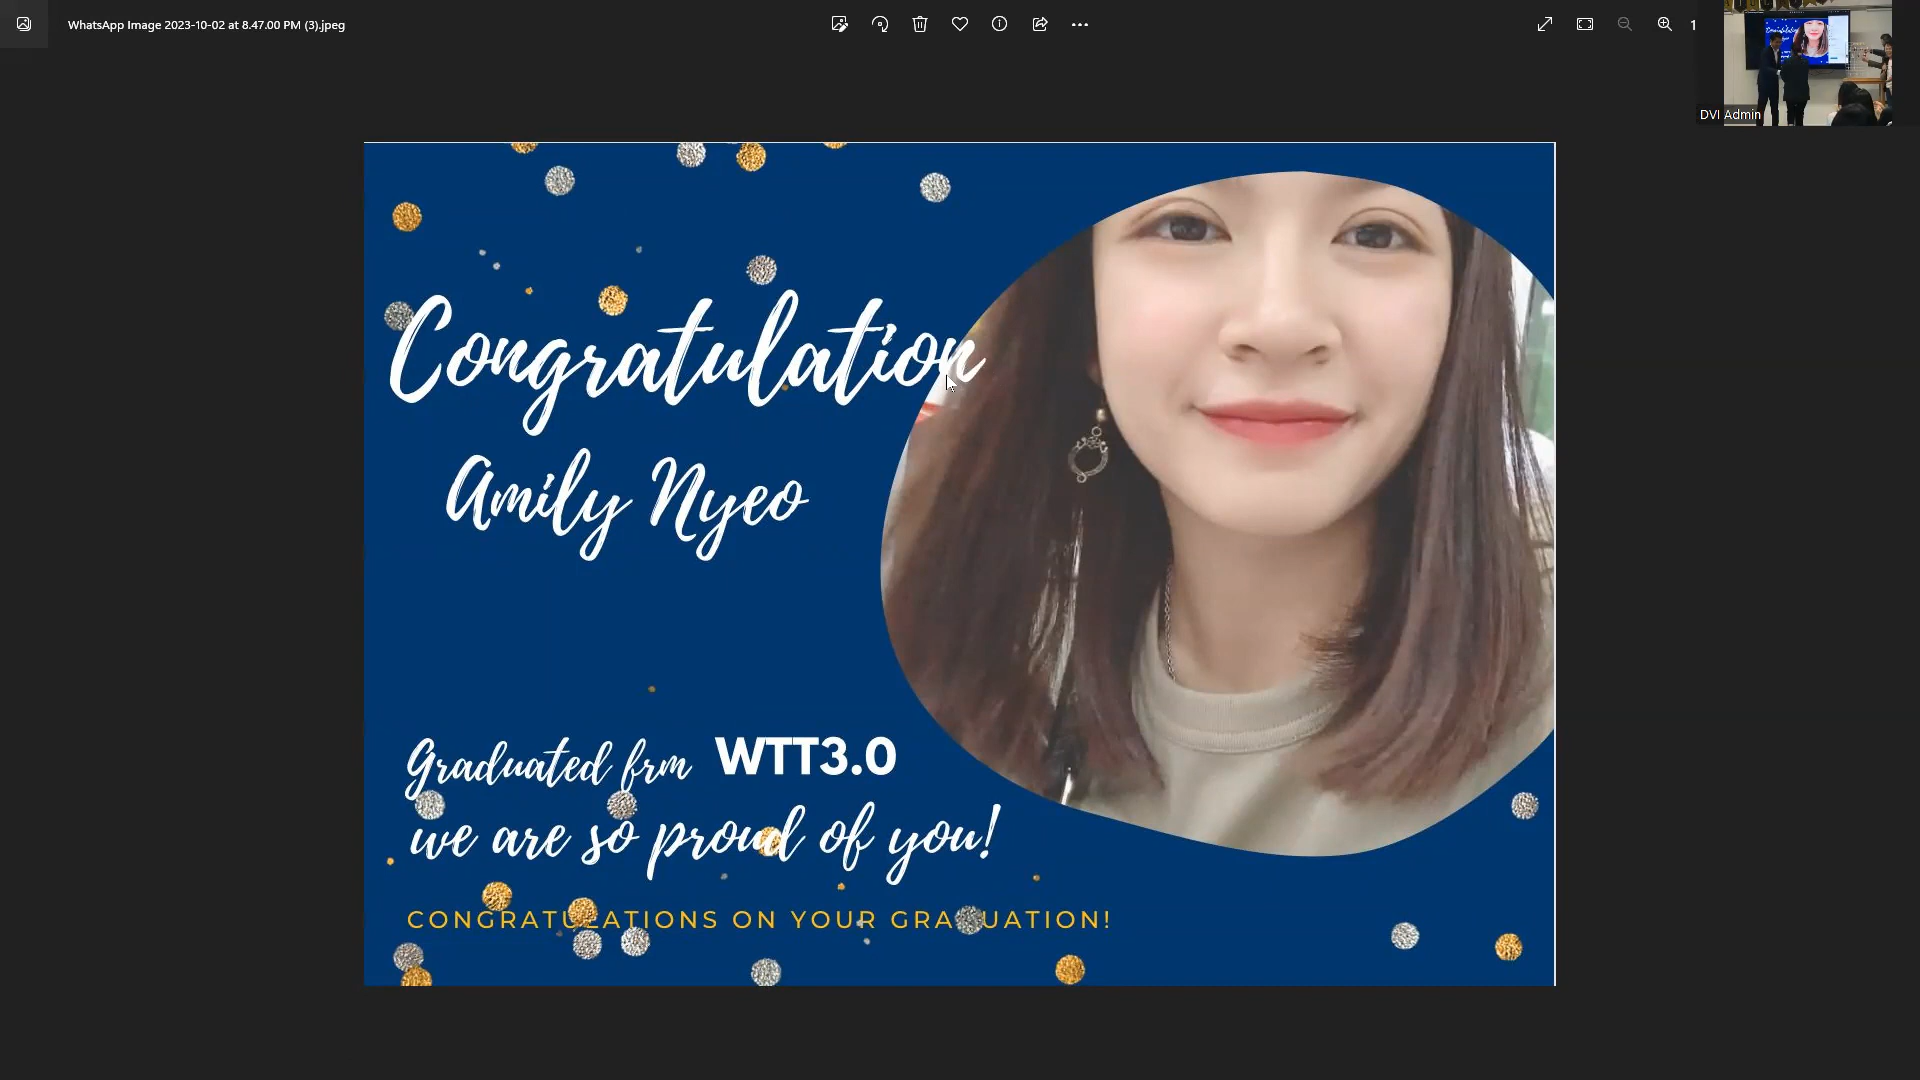 WhatsApp Image 2023-10-02 at 8.47.00 PM (3).jpeg
1
DVI Admin
Congratulation
Amily Nyeo
Graduated frm WTT3.0
we are so proud of you!
CONGRATULATIONS ON YOUR GRADUATION!